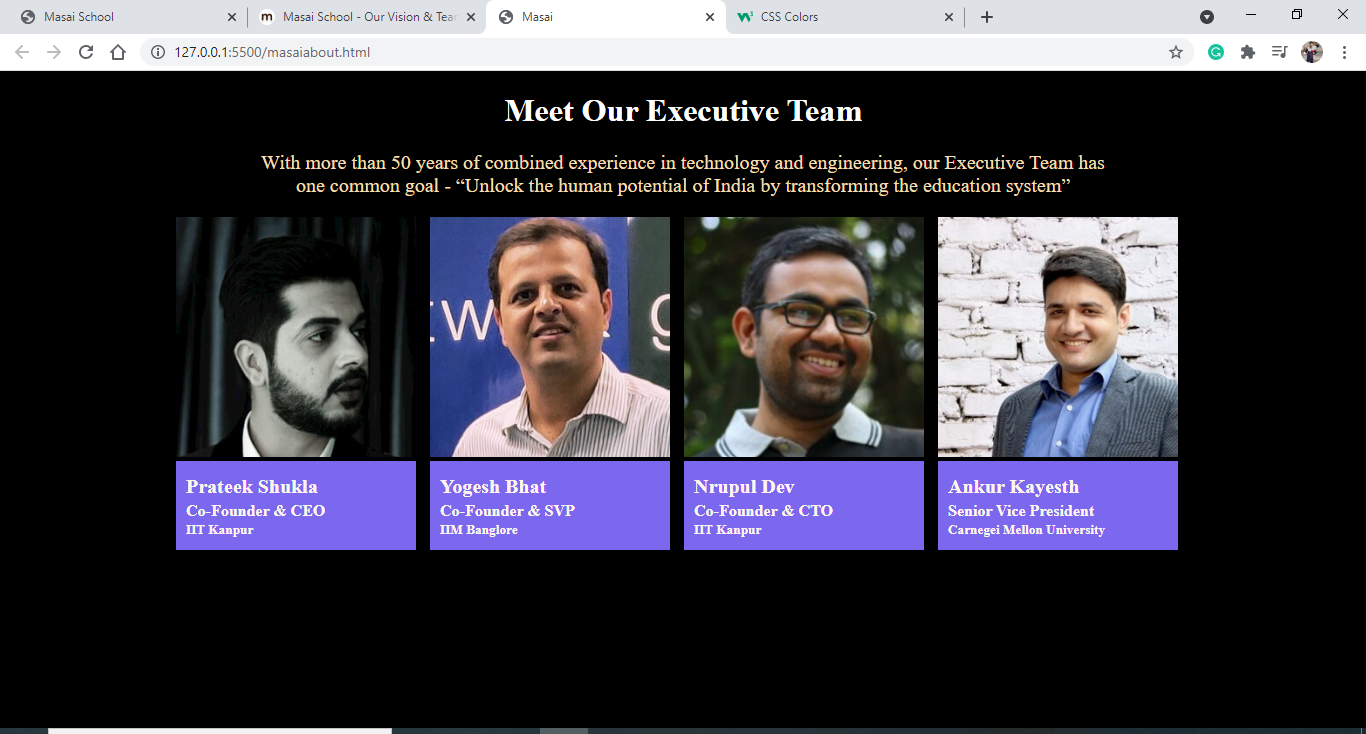 Masai School
Masai School - Our Vision & Tear
Masai
CSS Colors
127.0.0.1:5500/masaiabout.html
Meet Our Executive Team
With more than 50 years of combined experience in technology and engineering, our Executive Team has
one common goal - “Unlock the human potential of India by transforming the education system”
Prateek Shukla
Co-Founder & CEO
IIT Kanpur
Yogesh Bhat
Co-Founder & SVP
IIM Banglore
Nrupul Dev
Co-Founder & CTO
IIT Kanpur
Ankur Kayesth
Senior Vice President
Carnegei Mellon University